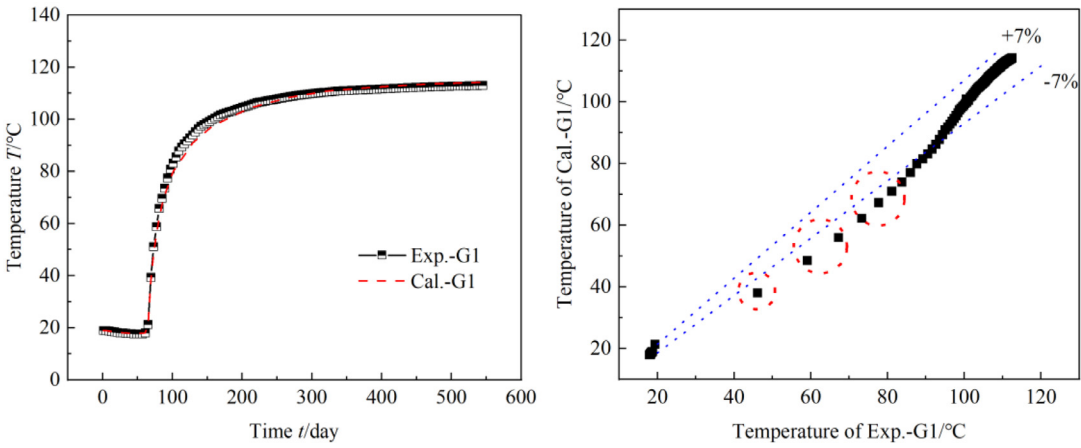 140
120
100
80
60
40
20
0
Temperature T/°C
Exp.-G1
Cal.-G1
0 100 200 300 400 500 600
Time t/day
+7%
-7%
120
100
80
60
40
20
Temperature of Cal.-G1/°C
20 40 60 80 100 120
Temperature of Exp.-G1/°C